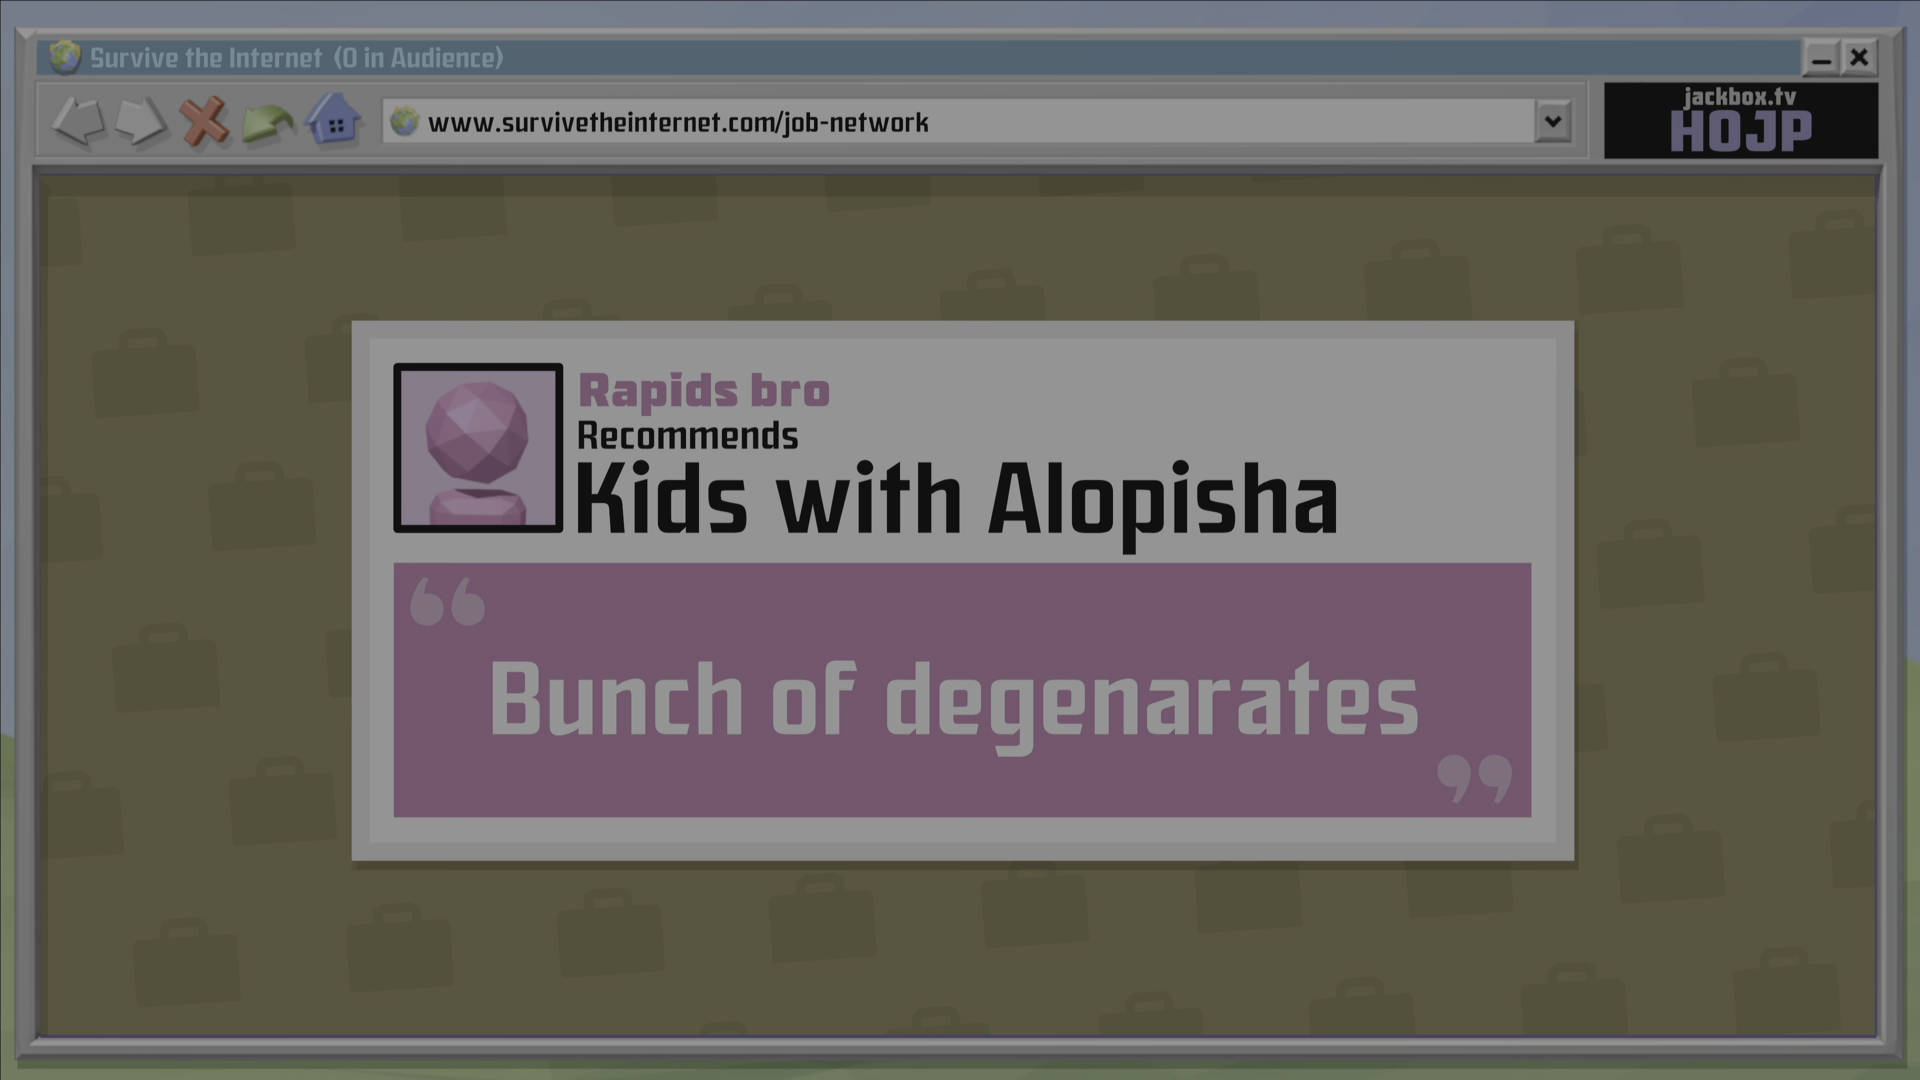 Survive the Internet (0 in Audience)
www.survivetheinternet.com/job-network
jackbox.tv
HOJP
Rapids bro
Recommends
Kids with Alopisha
“
Bunch of degenarates
”